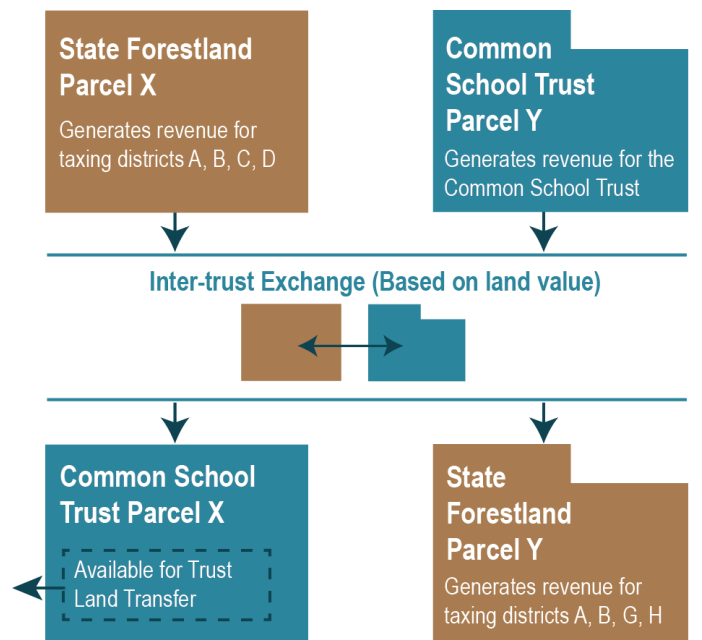 State Forestland
Parcel X
Generates revenue for
taxing districts A, B, C, D
Common
School Trust
Parcel Y
Generates revenue for the
Common School Trust
Inter-trust Exchange (Based on land value)
Common School
Trust Parcel X
Available for Trust
Land Transfer
State
Forestland
Parcel Y
Generates revenue for
taxing districts A, B, G, H